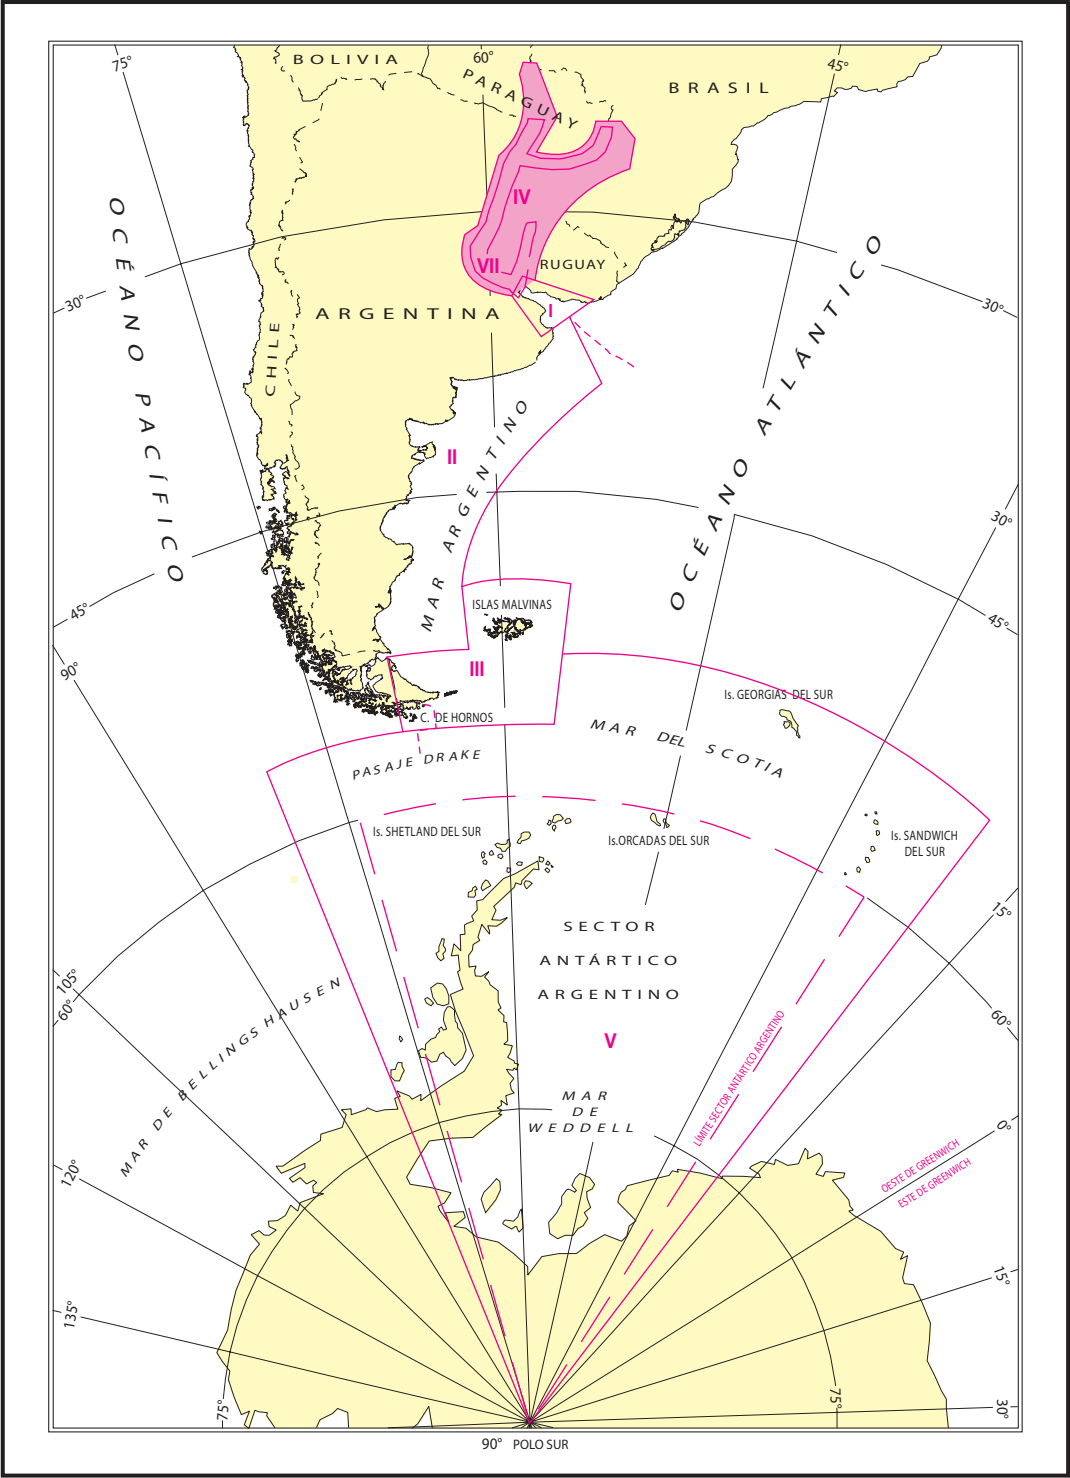 75°
BOLIVIA
60°
PARAGUAY
BRASIL
45°
OCÉANO PACÍFICO
IV
VII
RUGUAY
I
30°
30°
ARGENTINA
CHILE
OCÉANO ATLÁNTICO
MAR ARGENTINO
II
30°
45°
45°
90°
ISLAS MALVINAS
III
C. DE HORNOS
PASAJE DRAKE
Is. GEORGIAS DEL SUR
MAR DEL SCOTIA
Is. SHETLAND DEL SUR
Is.ORCADAS DEL SUR
Is. SANDWICH
DEL SUR
15°
SECTOR
ANTÁRTICO
ARGENTINO
V
105°
60°
60°
MAR DE BELLINGS HAUSEN
MAR
DE
WEDDELL
LÍMITE SECTOR ANTÁRTICO ARGENTINO
0°
OESTE DE GREENWICH
ESTE DE GREENWICH
120°
15°
135°
75°
75°
30°
90° POLO SUR